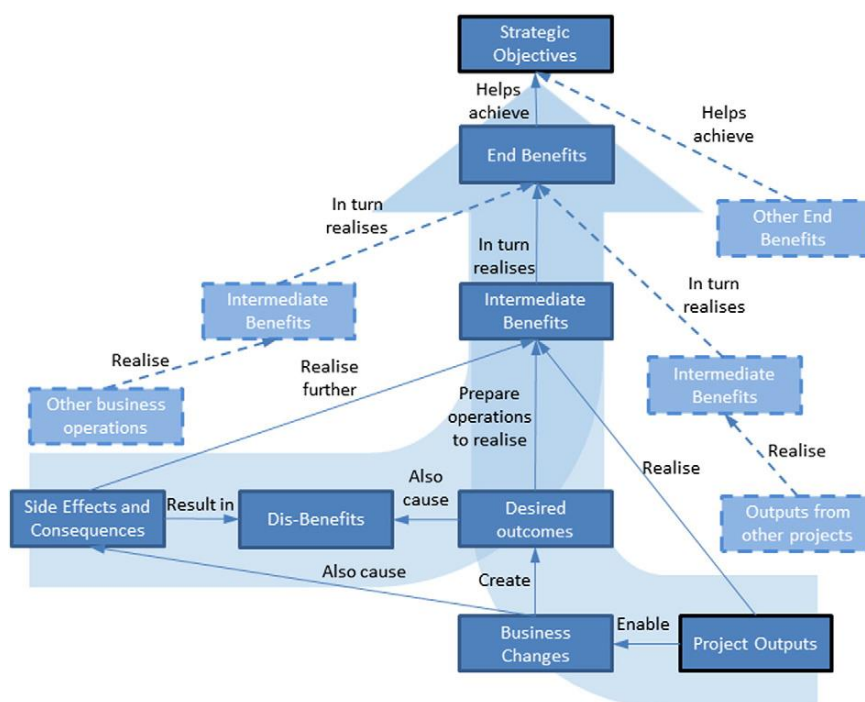 Strategic
Objectives
Helps
achieve
Helps
achieve
End Benefits
In turn
realises
Other End
Benefits
In turn
realises
Intermediate
Benefits
Intermediate
Benefits
In turn
realises
Realise
Realise
further
Intermediate
Benefits
Other business
operations
Prepare
operations
to realise
Realise
Realise
Side Effects and
Consequences
Result in
Dis-Benefits
Also
cause
Desired
outcomes
Outputs from
other projects
Also cause
Create
Business
Changes
Enable
Project Outputs